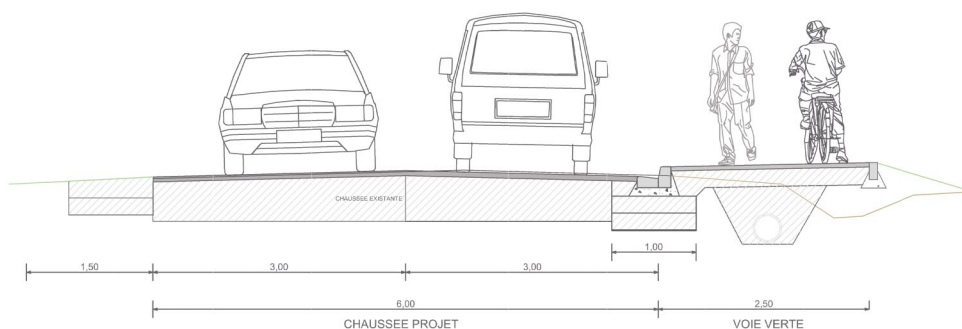 CHAUSSEE EXISTANTE
1,00
1,50
3,00
3,00
6,00
2,50
CHAUSSEE PROJET
VOIE VERTE